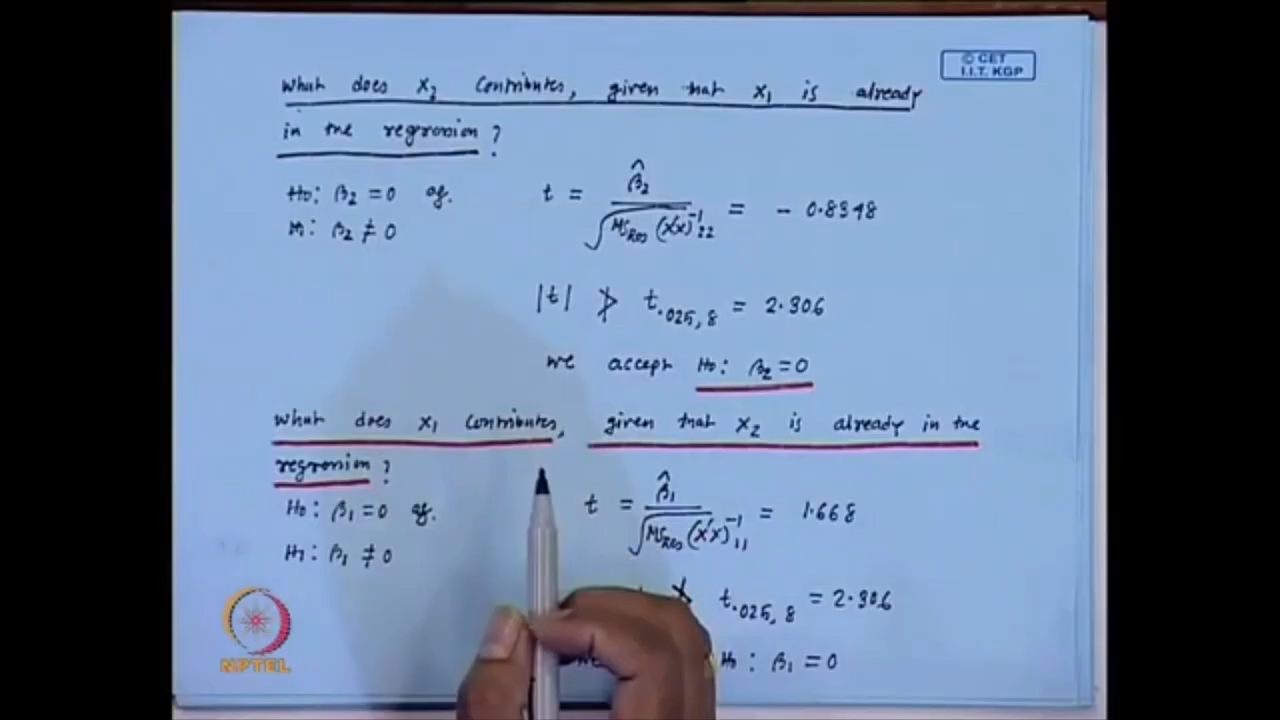 © CET
I.I.T. KGP
What does X₂ contributes, given that X₁ is already
in the regression ?
H₀: β₂ = 0 ag.
H₁: β₂ ≠ 0
t = β̂₂ / √(MS_Res (X'X)⁻¹₂₂) = - 0.8348
|t| ≯ t.025, 8 = 2.306
we accept H₀: β₂ = 0
What does X₁ contributes, given that X₂ is already in the
regression ?
H₀: β₁ = 0 ag.
H₁: β₁ ≠ 0
t = β̂₁ / √(MS_Res (X'X)⁻¹₁₁) = 1.668
≯ t.025, 8 = 2.306
H₀: β₁ = 0
NPTEL